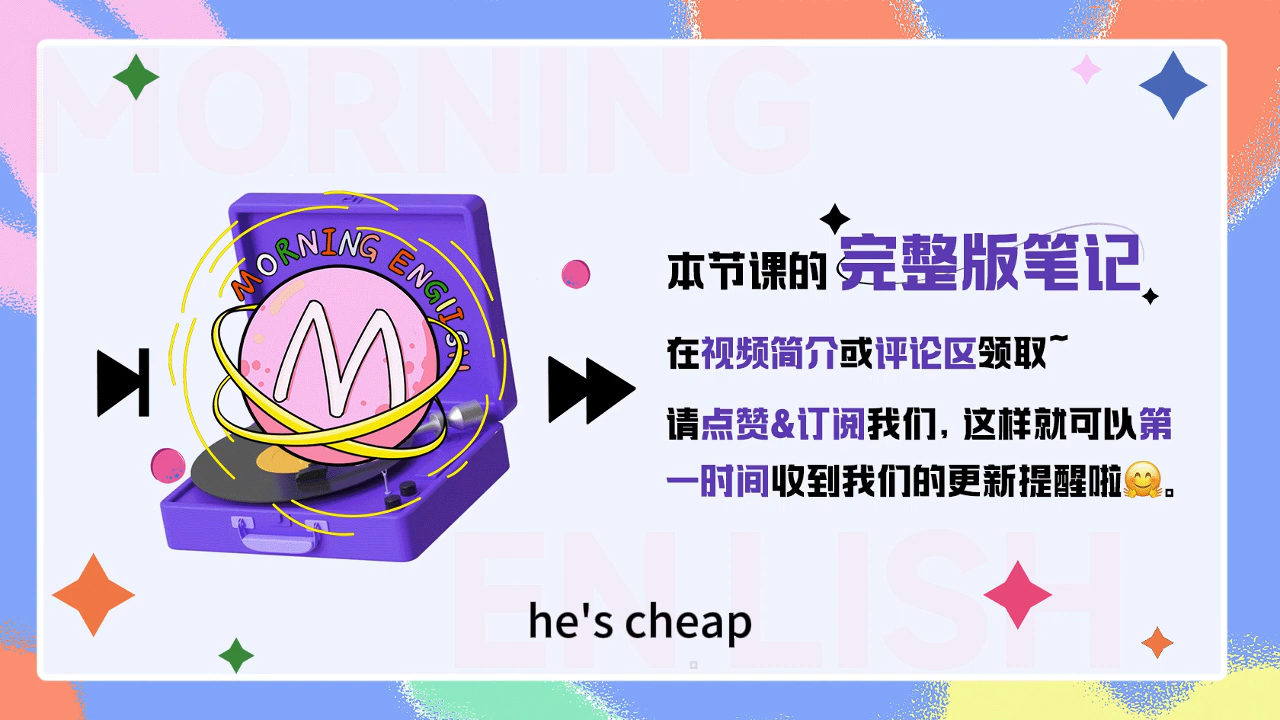 MORNING
MORNING ENGLISH
M
本节课的 完整版笔记
在视频简介或评论区领取~
请点赞&订阅我们，这样就可以第
一时间收到我们的更新提醒啦🤗。
EN LISH
he's cheap